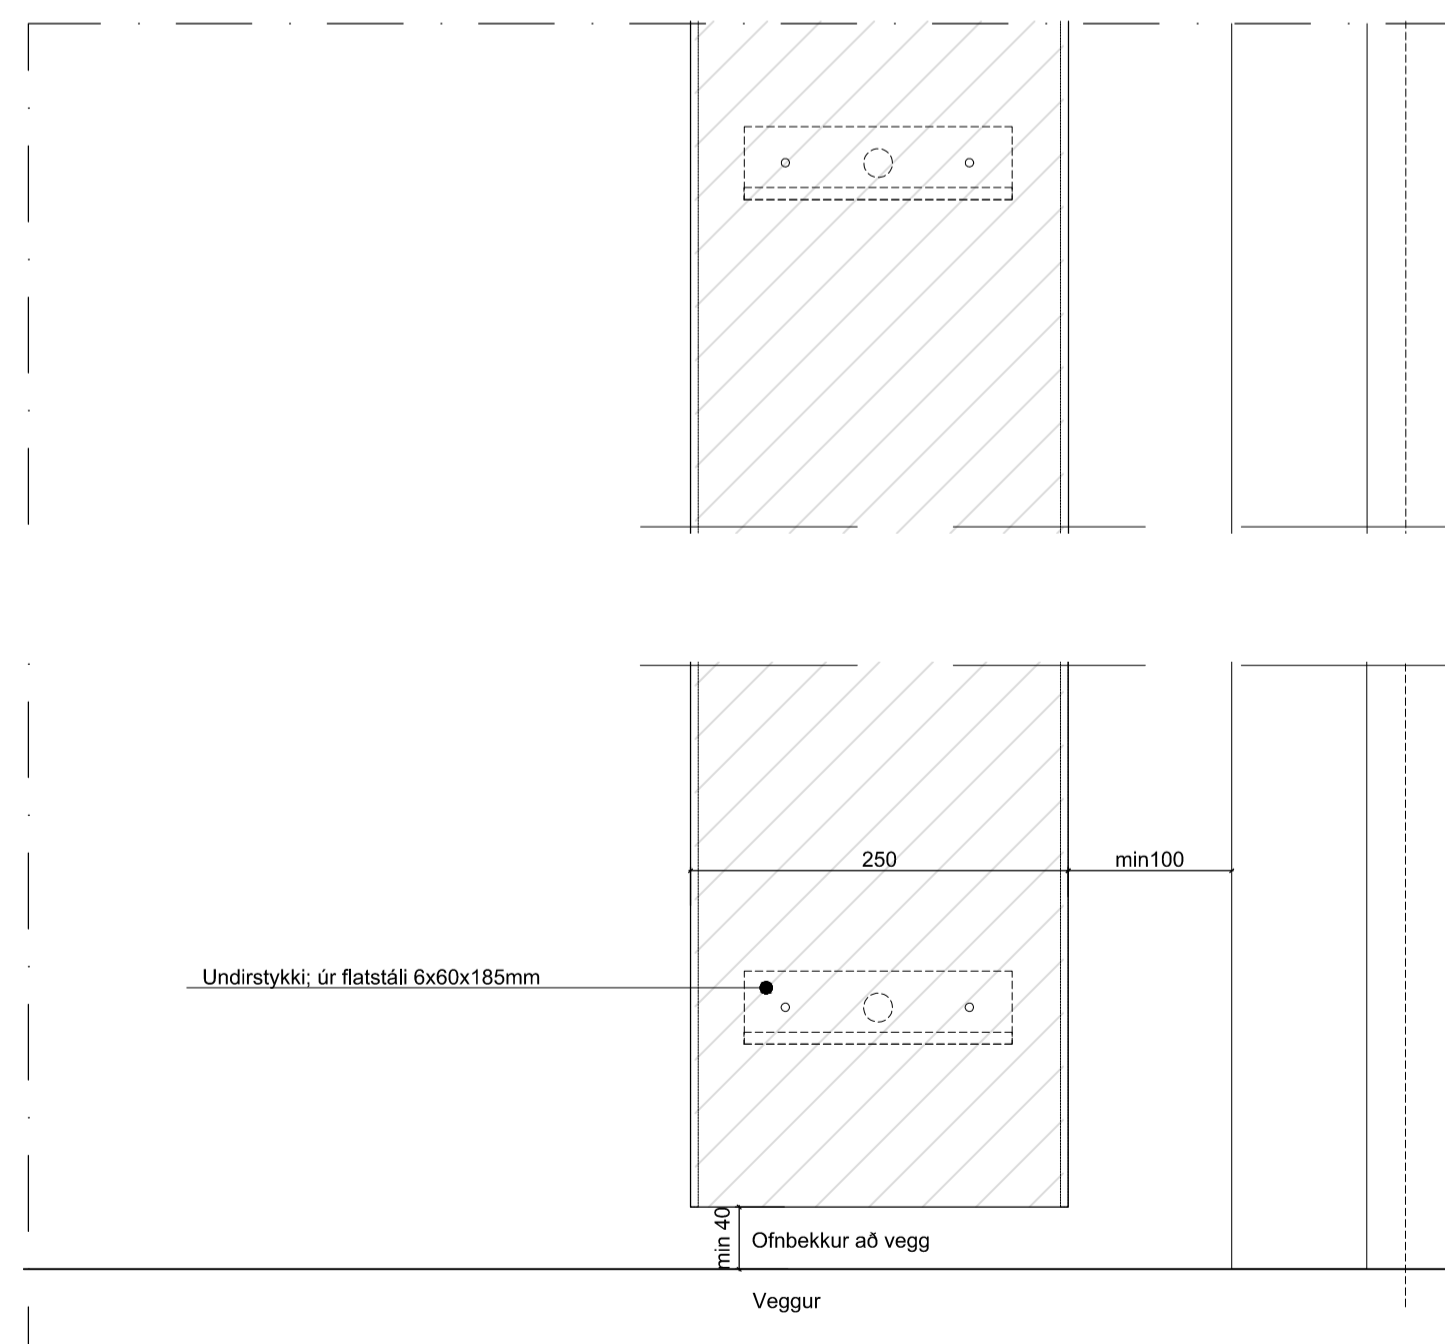 250
min100
Undirstykki; úr flatstáli 6x60x185mm
min 40
Ofnbekkur að vegg
Veggur